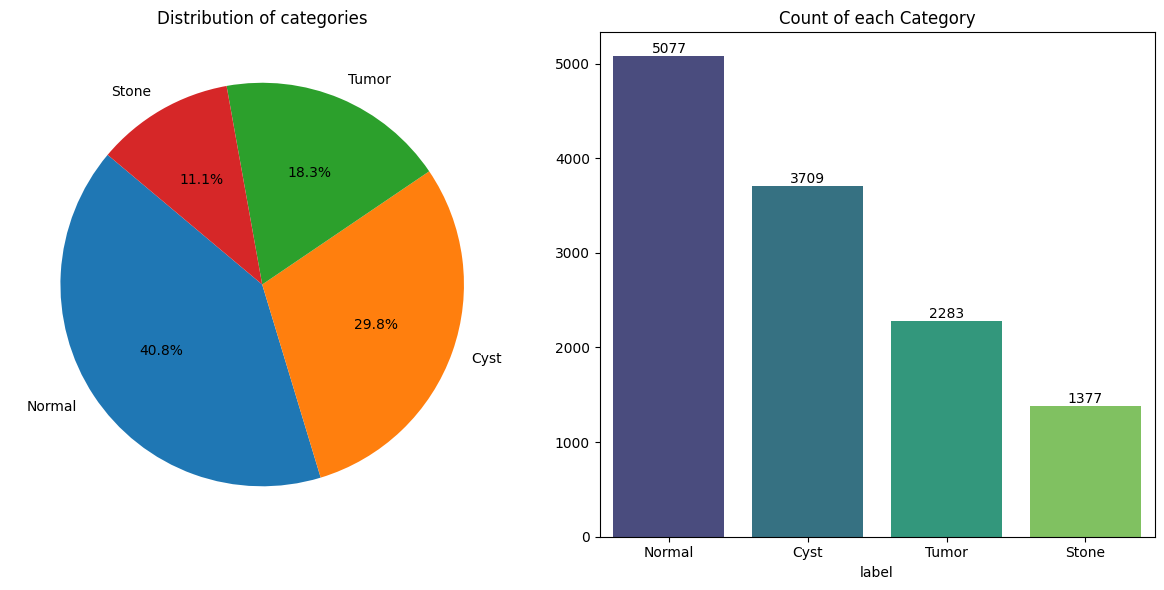 Distribution of categories
Stone
Tumor
11.1%
18.3%
40.8%
29.8%
Normal
Cyst
Count of each Category
5077
3709
2283
1377
5000
4000
3000
2000
1000
0
Normal
Cyst
Tumor
Stone
label